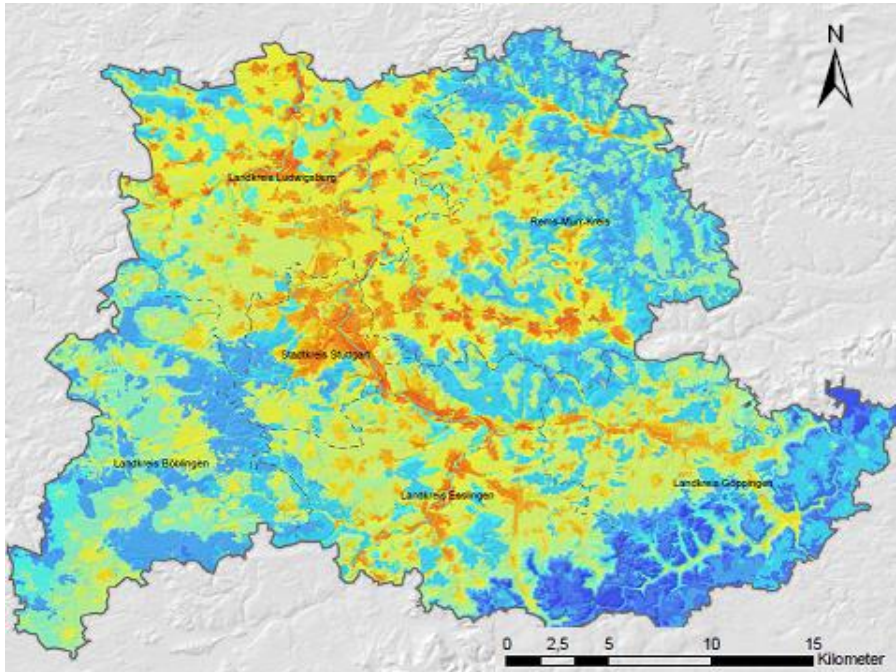 N
Landkreis Ludwigsburg
Rems-Murr-Kreis
Stadtkreis Stuttgart
Landkreis Böblingen
Landkreis Esslingen
Landkreis Göppingen
0 2,5 5 10 15
Kilometer